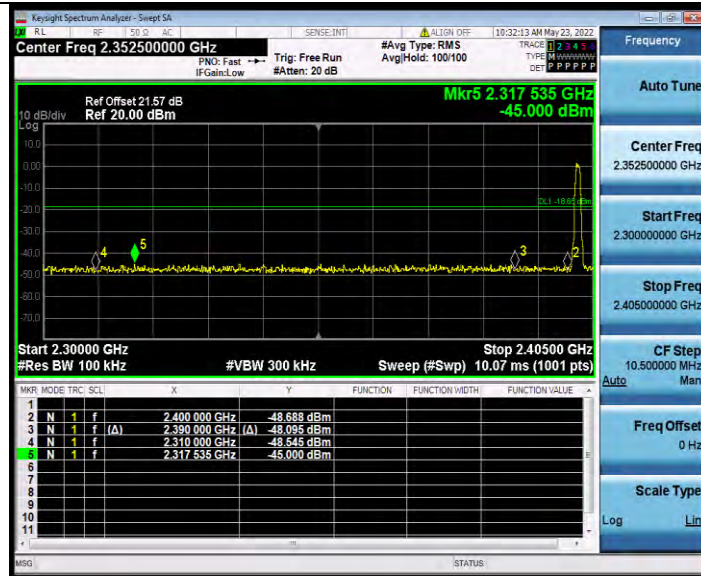 Keysight Spectrum Analyzer - Swept SA
LXI RL RF 50 Ω AC SENSE:INT ALIGN OFF 10:32:13 AM May 23, 2022
Center Freq 2.352500000 GHz
PNO: Fast Trig: Free Run
IFGain:Low #Atten: 20 dB
#Avg Type: RMS
Avg|Hold: 100/100
TRACE 1 2 3 4 5 6
TYPE M WWWWW
DET P P P P P P
Ref Offset 21.57 dB
10 dB/div Ref 20.00 dBm
Log
Mkr5 2.317 535 GHz
-45.000 dBm
10.0
0.00
-10.0
-20.0
-30.0
-40.0
-50.0
-60.0
-70.0
DL1 -18.65 dBm
4
5
3
2
Start 2.30000 GHz Stop 2.40500 GHz
#Res BW 100 kHz #VBW 300 kHz Sweep (#Swp) 10.07 ms (1001 pts)
MKR MODE TRC SCL X Y FUNCTION FUNCTION WIDTH FUNCTION VALUE
1
2 N 1 f 2.400 000 GHz -48.688 dBm
3 N 1 f (Δ) 2.390 000 GHz (Δ) -48.095 dBm
4 N 1 f 2.310 000 GHz -48.545 dBm
5 N 1 f 2.317 535 GHz -45.000 dBm
6
7
8
9
10
11
MSG STATUS
Frequency
Auto Tune
Center Freq
2.352500000 GHz
Start Freq
2.300000000 GHz
Stop Freq
2.405000000 GHz
CF Step
10.500000 MHz
Auto Man
Freq Offset
0 Hz
Scale Type
Log Lin